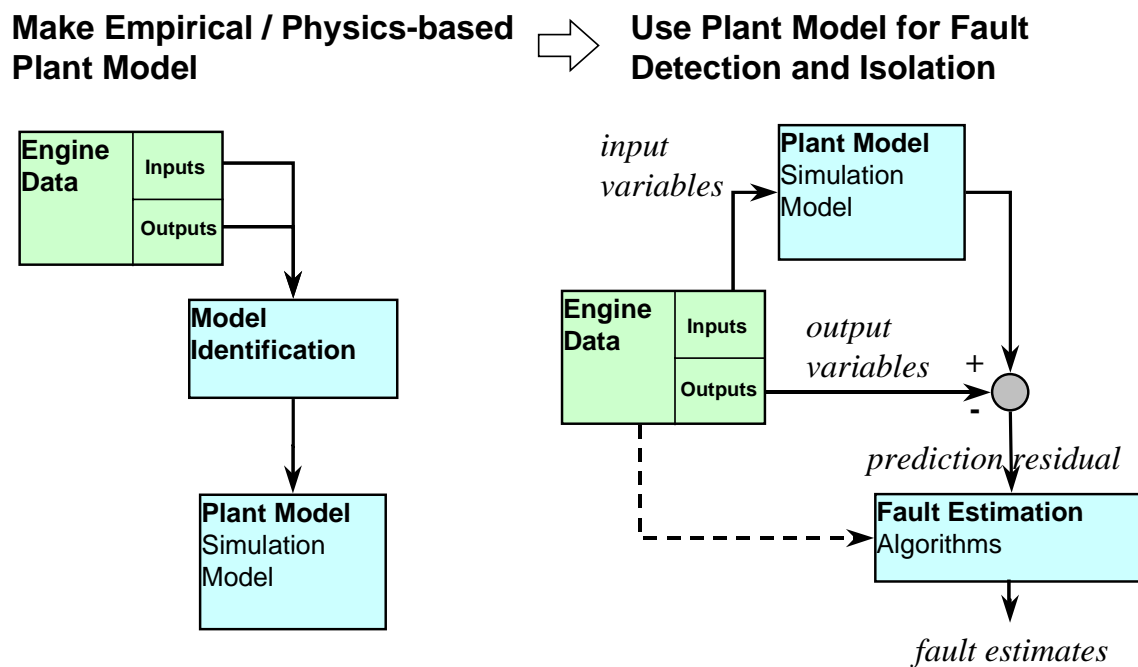 Make Empirical / Physics-based
Plant Model
Use Plant Model for Fault
Detection and Isolation
Engine
Data
Inputs
Outputs
Model
Identification
Plant Model
Simulation
Model
input
variables
Plant Model
Simulation
Model
Engine
Data
Inputs
Outputs
output
variables
+
-
prediction residual
Fault Estimation
Algorithms
fault estimates